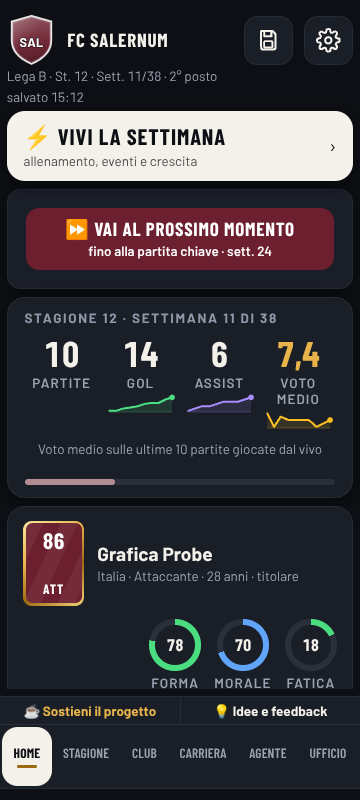 SAL
FC SALERNUM
Lega B · St. 12 · Sett. 11/38 · 2° posto
salvato 15:12
⚡ VIVI LA SETTIMANA
allenamento, eventi e crescita
›
⏩ VAI AL PROSSIMO MOMENTO
fino alla partita chiave · sett. 24
STAGIONE 12 · SETTIMANA 11 DI 38
10 14 6 7,4
PARTITE GOL ASSIST VOTO MEDIO
Voto medio sulle ultime 10 partite giocate dal vivo
86
ATT
Grafica Probe
Italia · Attaccante · 28 anni · titolare
78 70 18
FORMA MORALE FATICA
☕ Sostieni il progetto 💡 Idee e feedback
HOME STAGIONE CLUB CARRIERA AGENTE UFFICIO